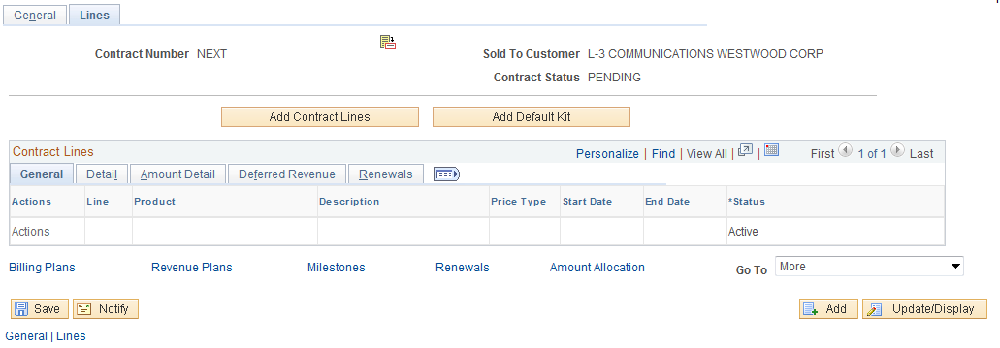 General Lines
Contract Number NEXT Sold To Customer L-3 COMMUNICATIONS WESTWOOD CORP
Contract Status PENDING
Add Contract Lines Add Default Kit
Contract Lines Personalize | Find | View All | | First 1 of 1 Last
General Detail Amount Detail Deferred Revenue Renewals
Actions Line Product Description Price Type Start Date End Date *Status
Actions Active
Billing Plans Revenue Plans Milestones Renewals Amount Allocation Go To More
Save Notify Add Update/Display
General | Lines